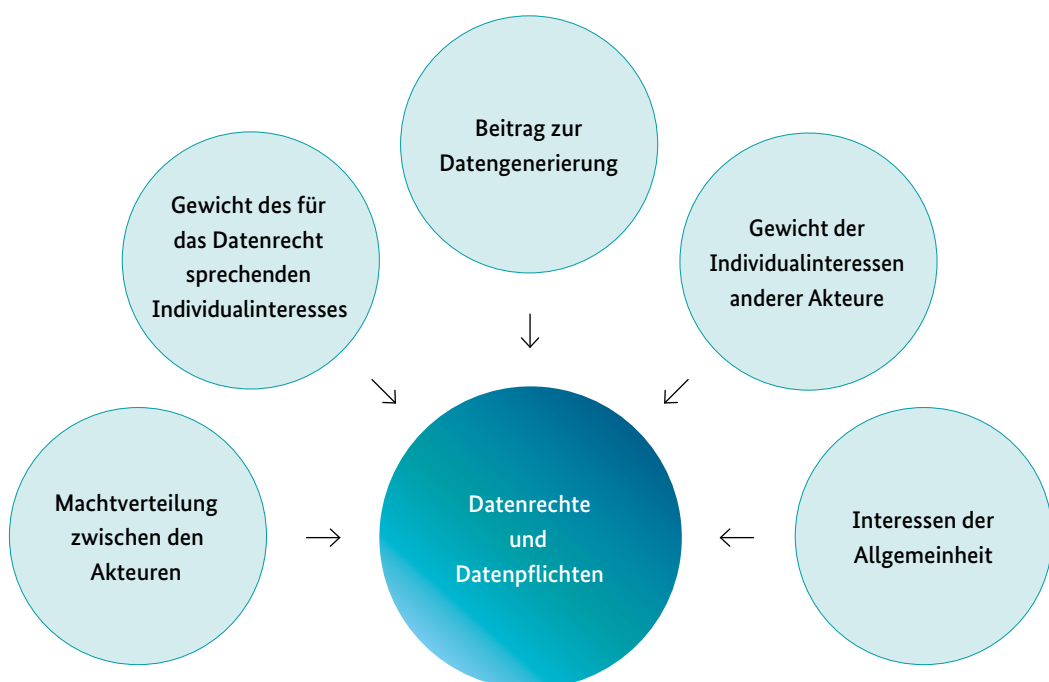 Beitrag zur
Datengenerierung
Gewicht des für
das Datenrecht
sprechenden
Individualinteresses
Gewicht der
Individualinteressen
anderer Akteure
Machtverteilung
zwischen den
Akteuren
Datenrechte
und
Datenpflichten
Interessen der
Allgemeinheit